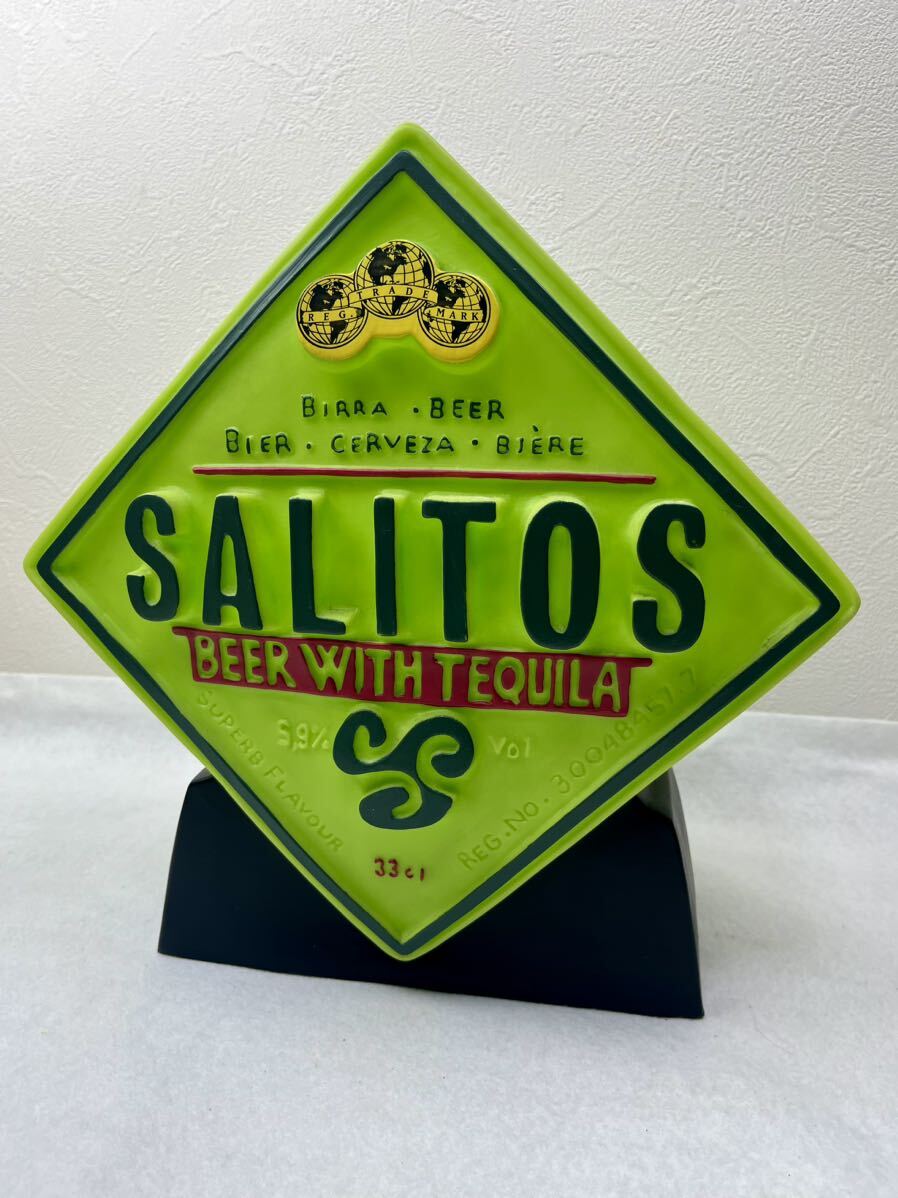 REG. TRADE MARK
BIRRA · BEER
BIER · CERVEZA · BIÈRE
SALITOS
BEER WITH TEQUILA
SUPERB FLAVOUR
5,9% Vol
33cl
REG.NO. 30048457.7